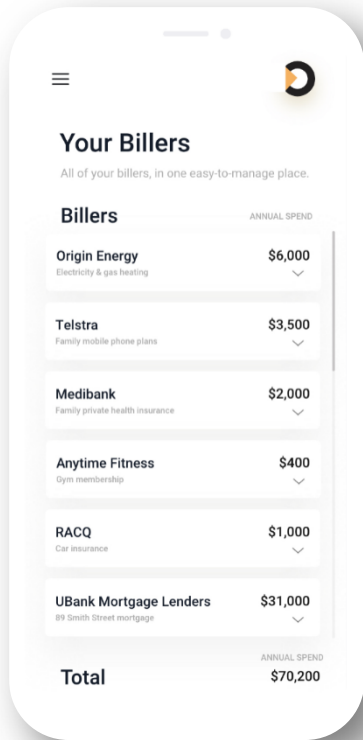 Your Billers
All of your billers, in one easy-to-manage place.
Billers ANNUAL SPEND
Origin Energy $6,000
Electricity & gas heating
Telstra $3,500
Family mobile phone plans
Medibank $2,000
Family private health insurance
Anytime Fitness $400
Gym membership
RACQ $1,000
Car insurance
UBank Mortgage Lenders $31,000
89 Smith Street mortgage
ANNUAL SPEND
Total $70,200